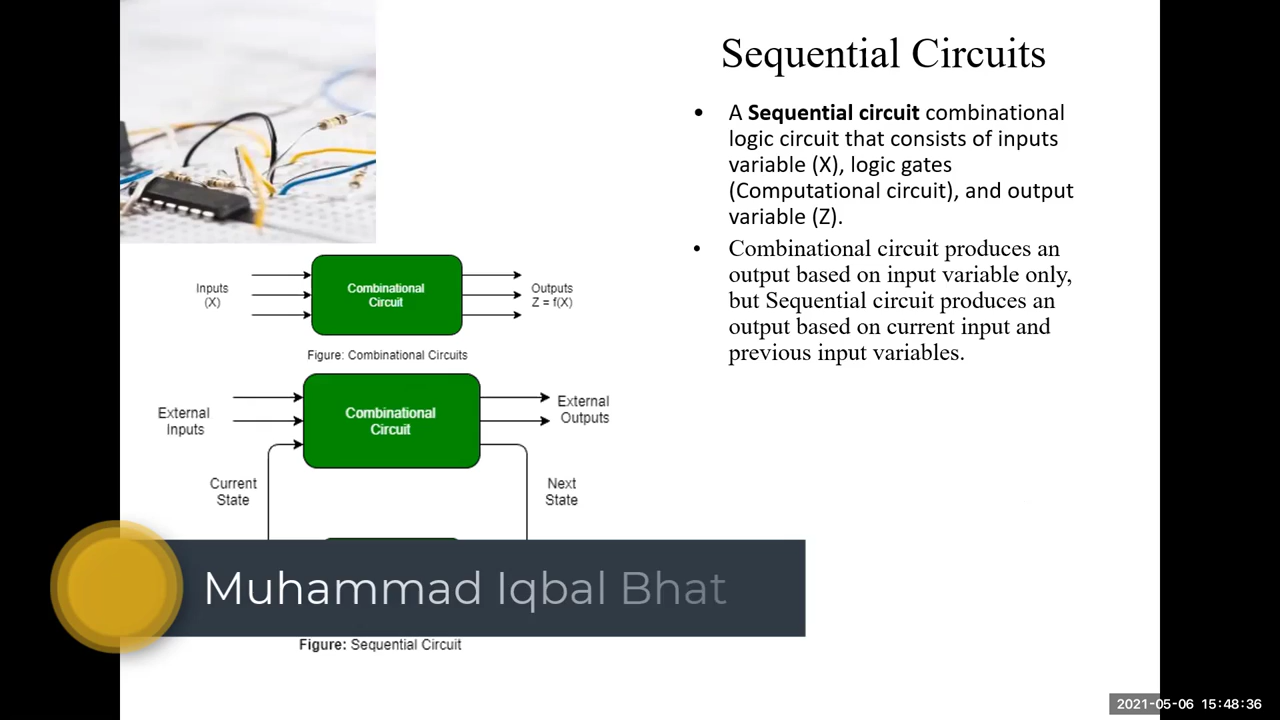 Sequential Circuits
• A Sequential circuit combinational
logic circuit that consists of inputs
variable (X), logic gates
(Computational circuit), and output
variable (Z).
• Combinational circuit produces an
output based on input variable only,
but Sequential circuit produces an
output based on current input and
previous input variables.
Inputs
(X)
Combinational
Circuit
Outputs
Z = f(X)
Figure: Combinational Circuits
External
Inputs
Combinational
Circuit
External
Outputs
Current
State
Next
State
Muhammad Iqbal Bhat
Figure: Sequential Circuit
2021-05-06 15:48:36